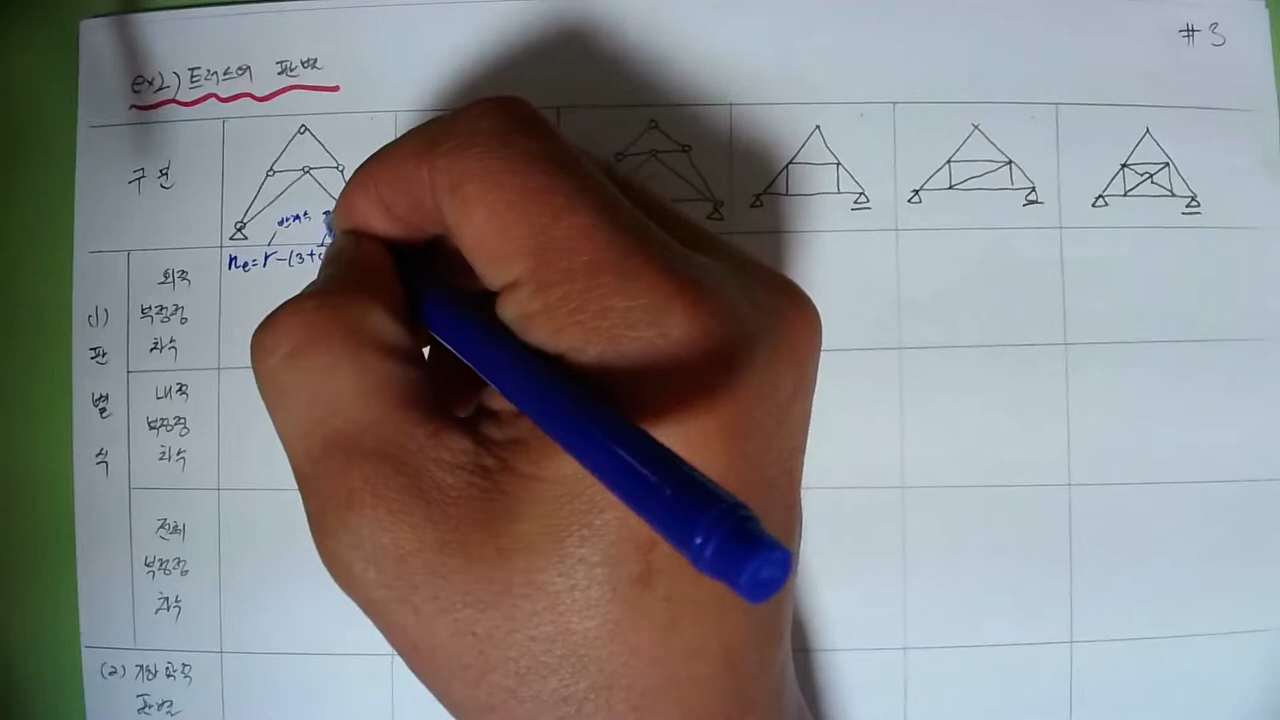 #3
ex2) 트러스의 판별
구분
반력수
ne=r-(3+
(1) 판 별 식
외적
부정정
차수
내적
부정정
차수
전체
부정정
차수
(2) 기하학적
판별